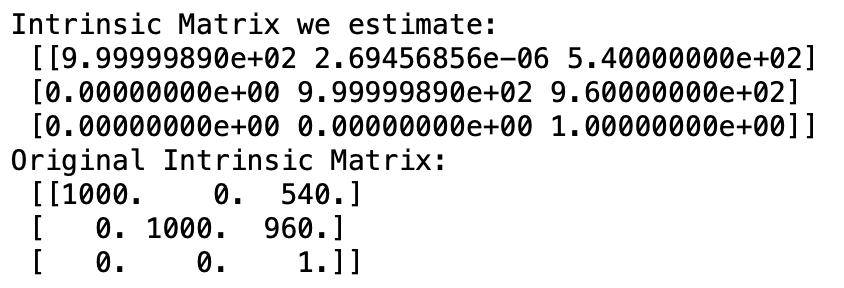 Intrinsic Matrix we estimate:
[[9.99999890e+02 2.69456856e-06 5.40000000e+02]
[0.00000000e+00 9.99999890e+02 9.60000000e+02]
[0.00000000e+00 0.00000000e+00 1.00000000e+00]]
Original Intrinsic Matrix:
[[1000.    0.  540.]
[   0. 1000.  960.]
[   0.    0.    1.]]